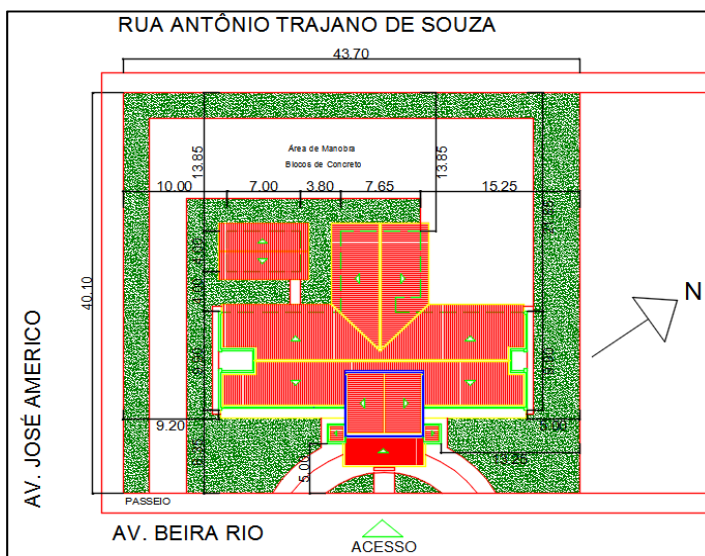 RUA ANTÔNIO TRAJANO DE SOUZA
43.70
Área de Manobra
Blocos de Concreto
13.85
13.85
10.00
7.00
3.80
7.65
15.25
40.10
N
AV. JOSÉ AMERICO
9.20
5.00
13.25
PASSEIO
AV. BEIRA RIO
ACESSO